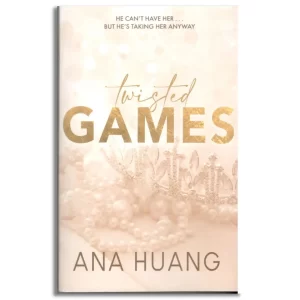 HE CAN'T HAVE HER . . .
BUT HE'S TAKING HER ANYWAY
twisted
GAMES
ANA HUANG